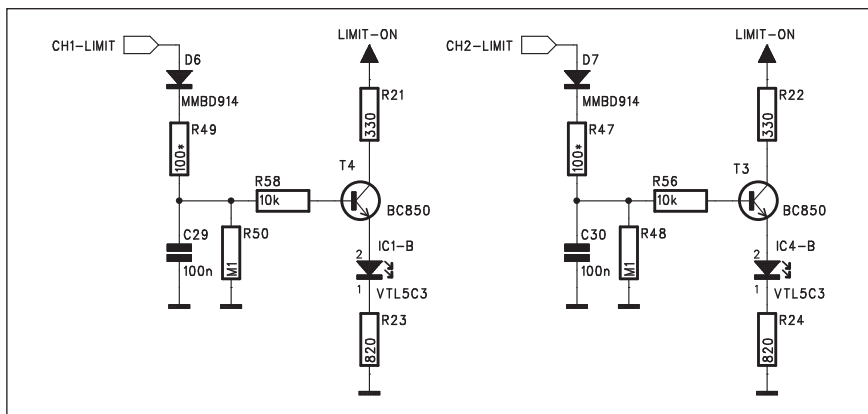 CH1-LIMIT
D6
MMBD914
R49
100*
C29
100n
R50
M1
R58
10k
LIMIT-ON
R21
330
T4
BC850
2
IC1-B
1
VTL5C3
R23
820
CH2-LIMIT
D7
MMBD914
R47
100*
C30
100n
R48
M1
R56
10k
LIMIT-ON
R22
330
T3
BC850
2
IC4-B
1
VTL5C3
R24
820